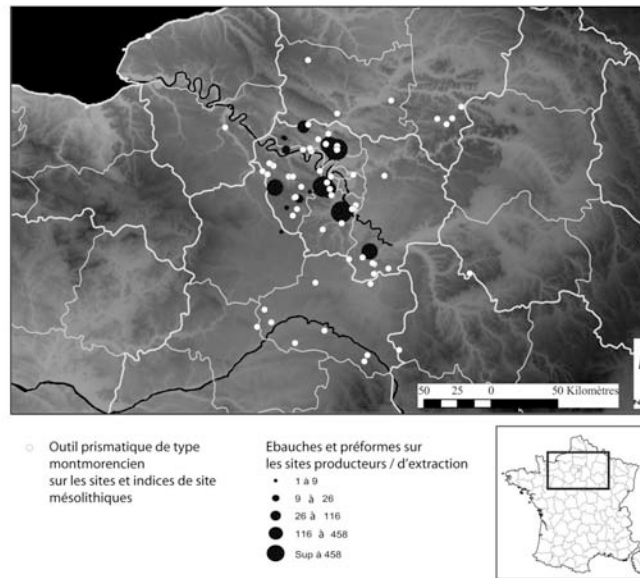 50 25 0 50 Kilomètres
Outil prismatique de type
montmorencien
sur les sites et indices de site
mésolithiques
Ebauches et préformes sur
les sites producteurs / d'extraction
1 à 9
9 à 26
26 à 116
116 à 458
Sup à 458